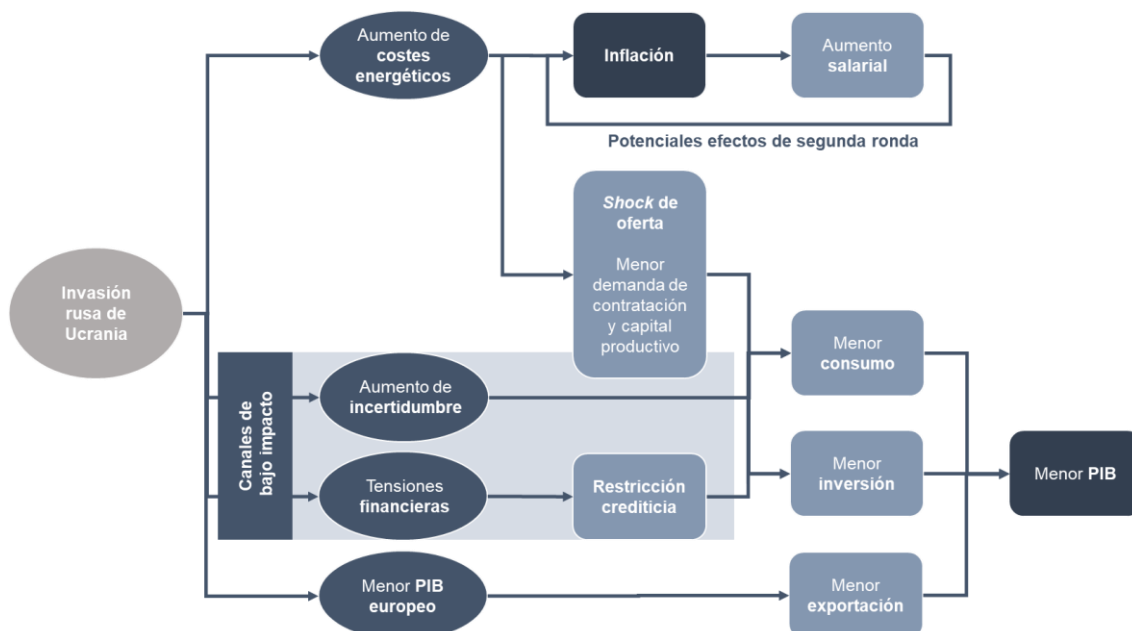 Aumento de
costes
energéticos
Inflación
Aumento
salarial
Potenciales efectos de segunda ronda
Shock de
oferta
Menor
demanda de
contratación
y capital
productivo
Invasión
rusa de
Ucrania
Canales de
bajo impacto
Aumento de
incertidumbre
Tensiones
financieras
Restricción
crediticia
Menor
consumo
Menor
inversión
Menor PIB
Menor PIB
europeo
Menor
exportación